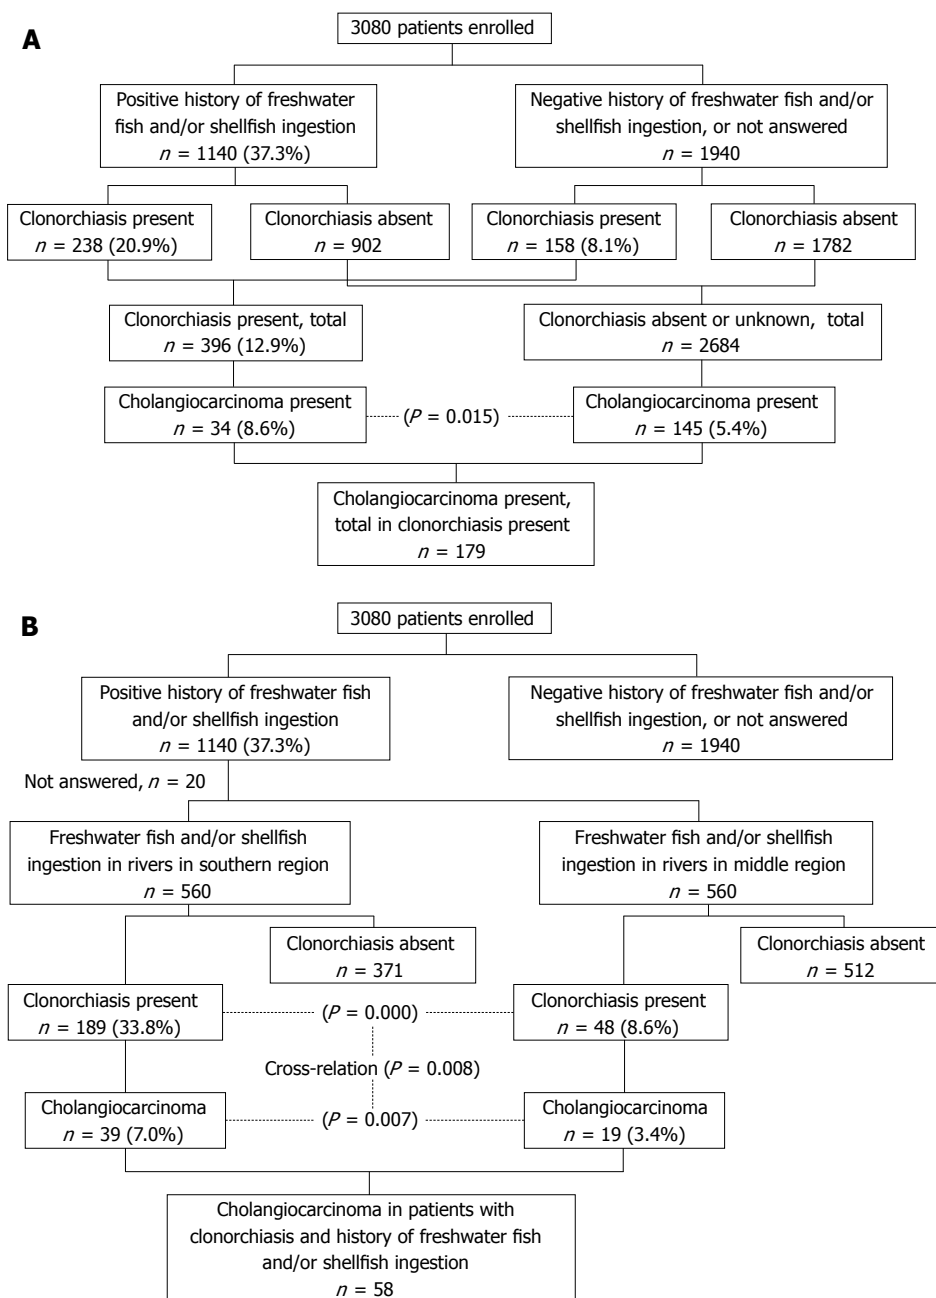 A
3080 patients enrolled
Positive history of freshwater
fish and/or shellfish ingestion
n = 1140 (37.3%)
Negative history of freshwater fish and/or
shellfish ingestion, or not answered
n = 1940
Clonorchiasis present
n = 238 (20.9%)
Clonorchiasis absent
n = 902
Clonorchiasis present
n = 158 (8.1%)
Clonorchiasis absent
n = 1782
Clonorchiasis present, total
n = 396 (12.9%)
Clonorchiasis absent or unknown, total
n = 2684
Cholangiocarcinoma present
n = 34 (8.6%)
(P = 0.015)
Cholangiocarcinoma present
n = 145 (5.4%)
Cholangiocarcinoma present,
total in clonorchiasis present
n = 179
B
3080 patients enrolled
Positive history of freshwater fish
and/or shellfish ingestion
n = 1140 (37.3%)
Negative history of freshwater fish and/or
shellfish ingestion, or not answered
n = 1940
Not answered, n = 20
Freshwater fish and/or shellfish
ingestion in rivers in southern region
n = 560
Freshwater fish and/or shellfish
ingestion in rivers in middle region
n = 560
Clonorchiasis absent
n = 371
Clonorchiasis absent
n = 512
Clonorchiasis present
n = 189 (33.8%)
(P = 0.000)
Clonorchiasis present
n = 48 (8.6%)
Cross-relation (P = 0.008)
Cholangiocarcinoma
n = 39 (7.0%)
(P = 0.007)
Cholangiocarcinoma
n = 19 (3.4%)
Cholangiocarcinoma in patients with
clonorchiasis and history of freshwater fish
and/or shellfish ingestion
n = 58